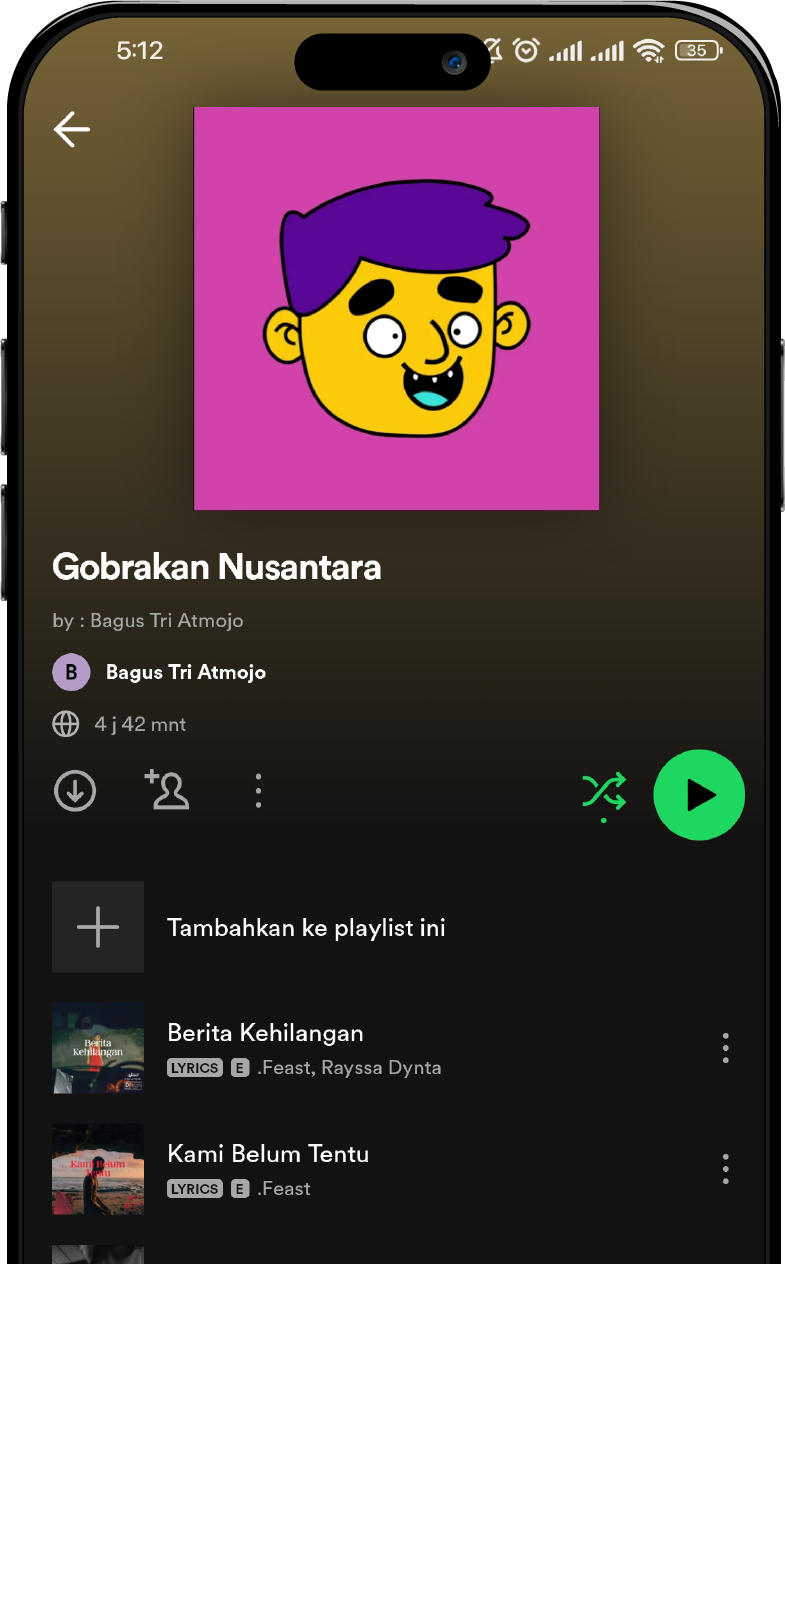 5:12
35
Gobrakan Nusantara
by : Bagus Tri Atmojo
B
Bagus Tri Atmojo
4 j 42 mnt
Tambahkan ke playlist ini
Berita
Kehilangan
Berita Kehilangan
LYRICS E .Feast, Rayssa Dynta
Kami Belum
Tentu
Kami Belum Tentu
LYRICS E .Feast